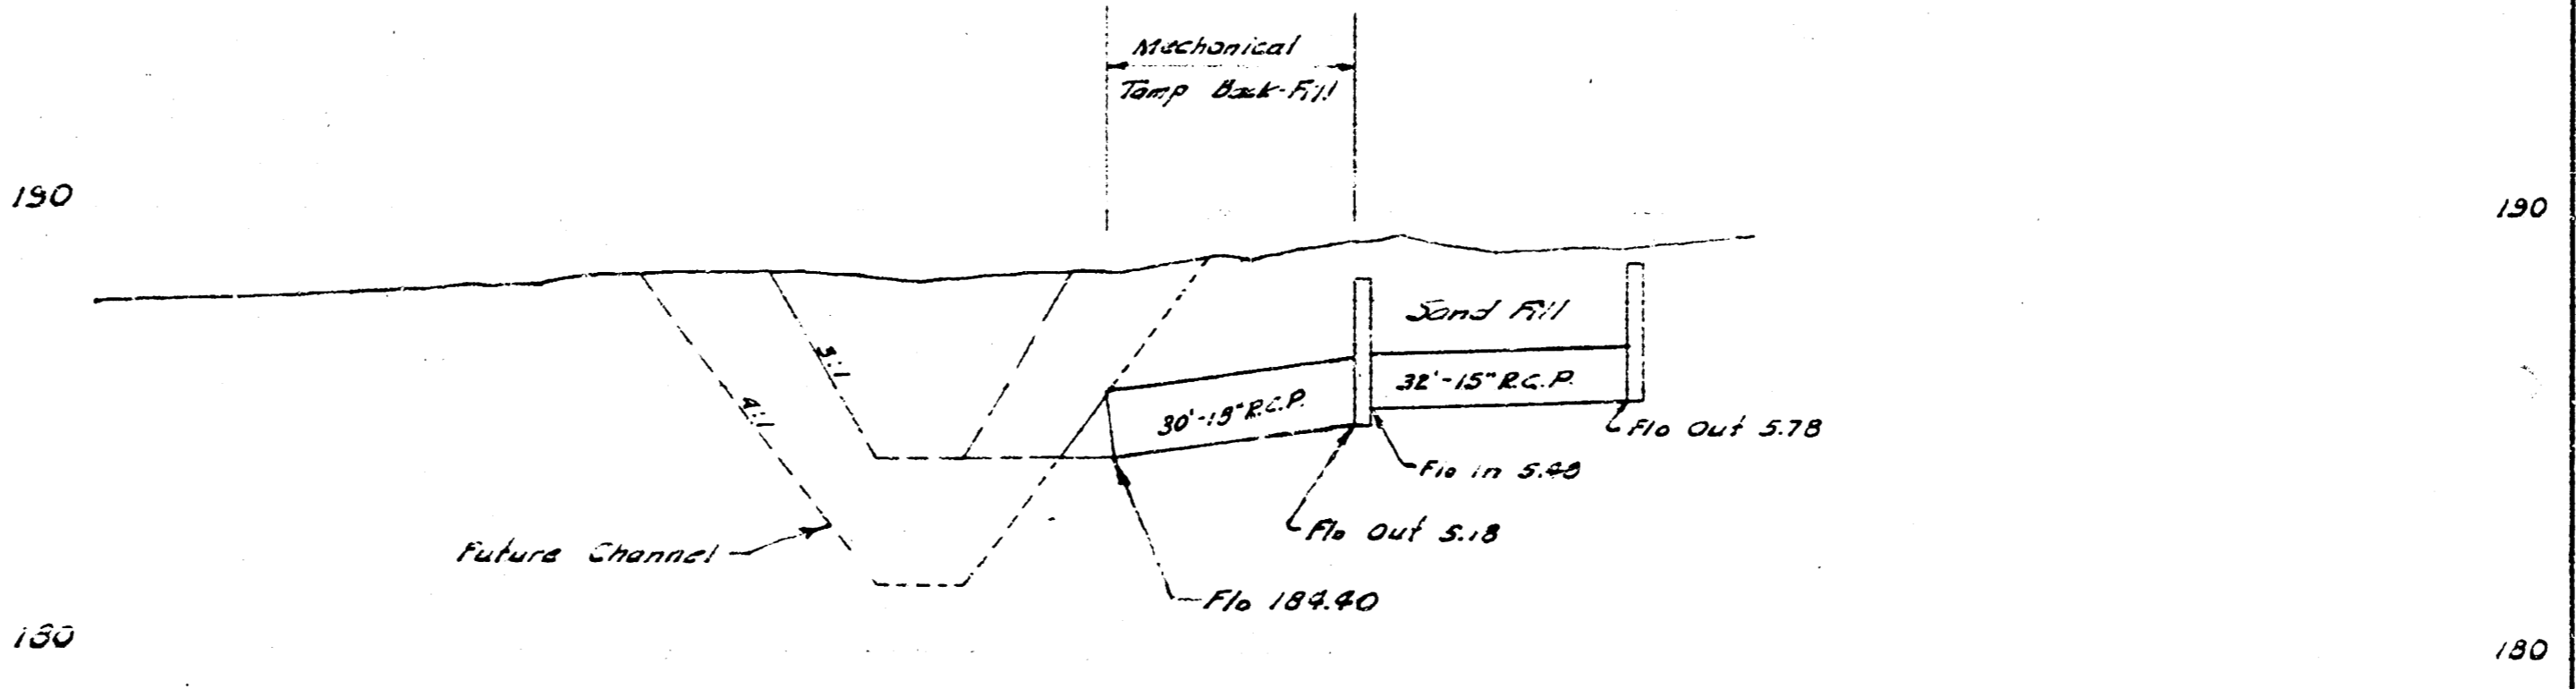 Mechanical
Tamp Back-Fill
190
190
Sand Fill
3:1
32'-15" R.C.P.
4:1
30'-18" R.C.P.
Flo Out 5.78
Flo In 5.48
Flo Out 5.18
Future Channel
Flo 184.40
180
180